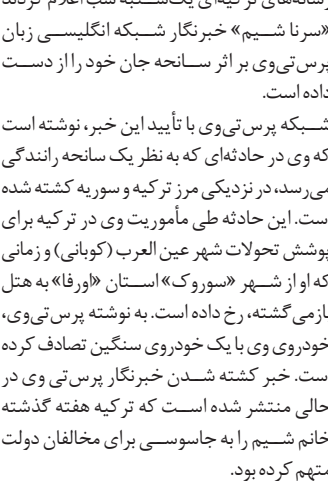 رسانه‌های ترکیه‌ای یک‌شنبه شب اعلام کردند
«سرنا شیم» خبرنگار شبکه انگلیسی زبان
پرس‌تی‌وی بر اثر سانحه جان خود را از دست
داده است.
شبکه پرس‌تی‌وی با تأیید این خبر، نوشته است
که وی در حادثه‌ای که به نظر یک سانحه رانندگی
می‌رسد، در نزدیکی مرز ترکیه و سوریه کشته شده
است. این حادثه طی مأموریت وی در ترکیه برای
پوشش تحولات شهر عین العرب (کوبانی) و زمانی
که او از شهر «سوروک» استان «اورفا» به هتل
بازمی‌گشته، رخ داده است. به نوشته پرس‌تی‌وی،
خودروی وی با یک خودروی سنگین تصادف کرده
است. خبر کشته شدن خبرنگار پرس‌تی وی در
حالی منتشر شده است که ترکیه هفته گذشته
خانم شیم را به جاسوسی برای مخالفان دولت
متهم کرده بود.